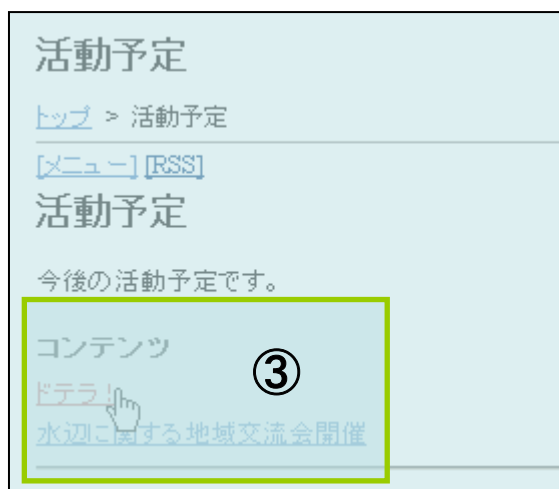 活動予定
トップ > 活動予定
[メニュー] [RSS]
活動予定
今後の活動予定です。
コンテンツ
③
ドテラ!
水辺に関する地域交流会開催